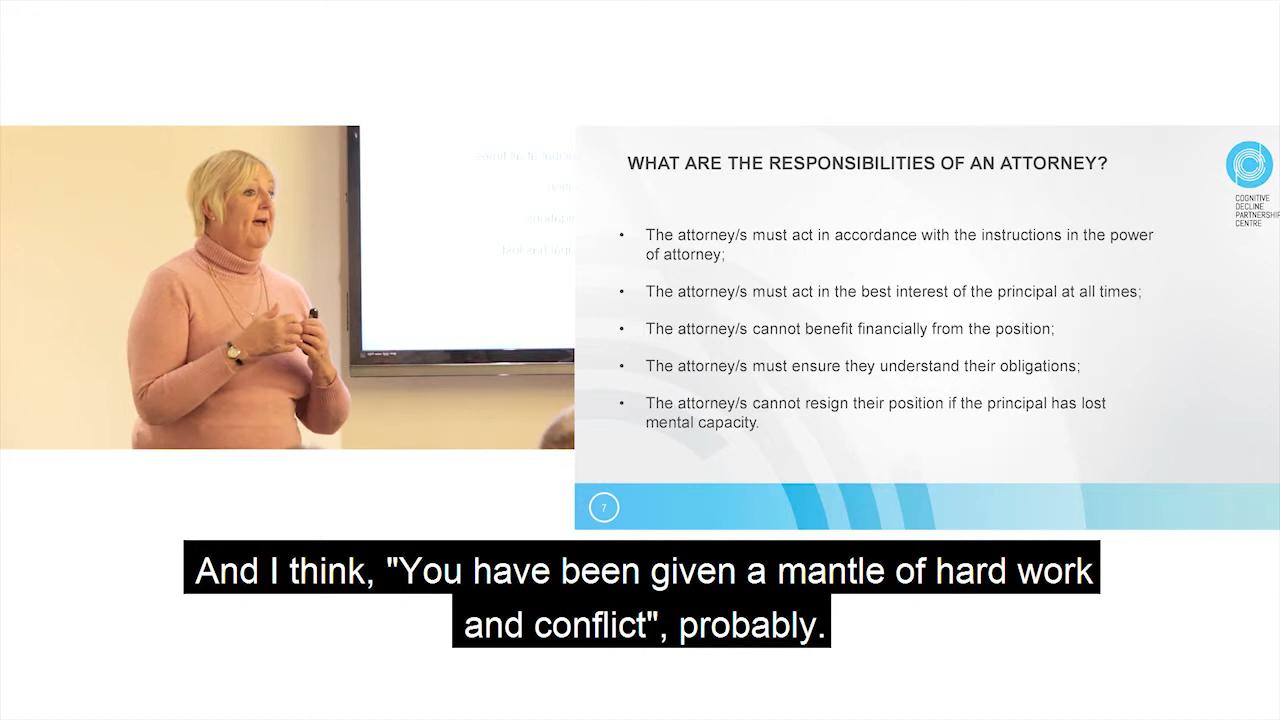 WHAT ARE THE RESPONSIBILITIES OF AN ATTORNEY?
COGNITIVE
DECLINE
PARTNERSHIP
CENTRE
• The attorney/s must act in accordance with the instructions in the power
of attorney;
• The attorney/s must act in the best interest of the principal at all times;
• The attorney/s cannot benefit financially from the position;
• The attorney/s must ensure they understand their obligations;
• The attorney/s cannot resign their position if the principal has lost
mental capacity.
7
And I think, "You have been given a mantle of hard work
and conflict", probably.